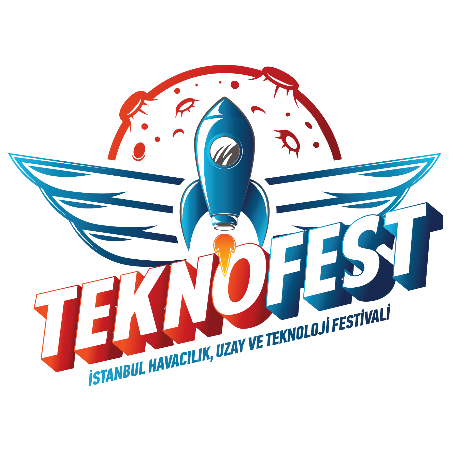 TEKNOFEST
İSTANBUL HAVACILIK, UZAY VE TEKNOLOJİ FESTİVALİ